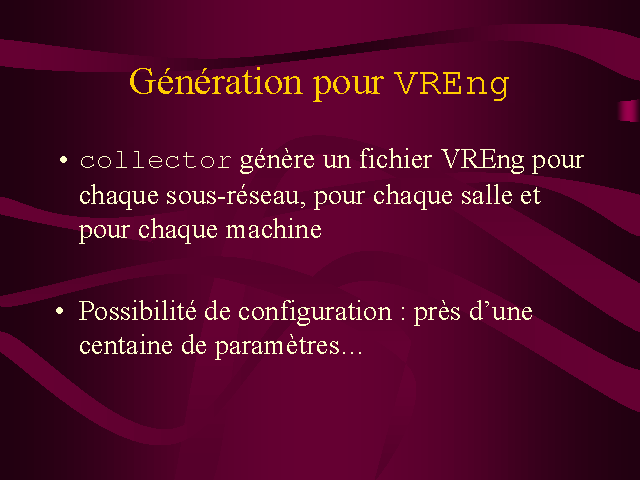 Génération pour VREng
• collector génère un fichier VREng pour
chaque sous-réseau, pour chaque salle et
pour chaque machine
• Possibilité de configuration : près d’une
centaine de paramètres…